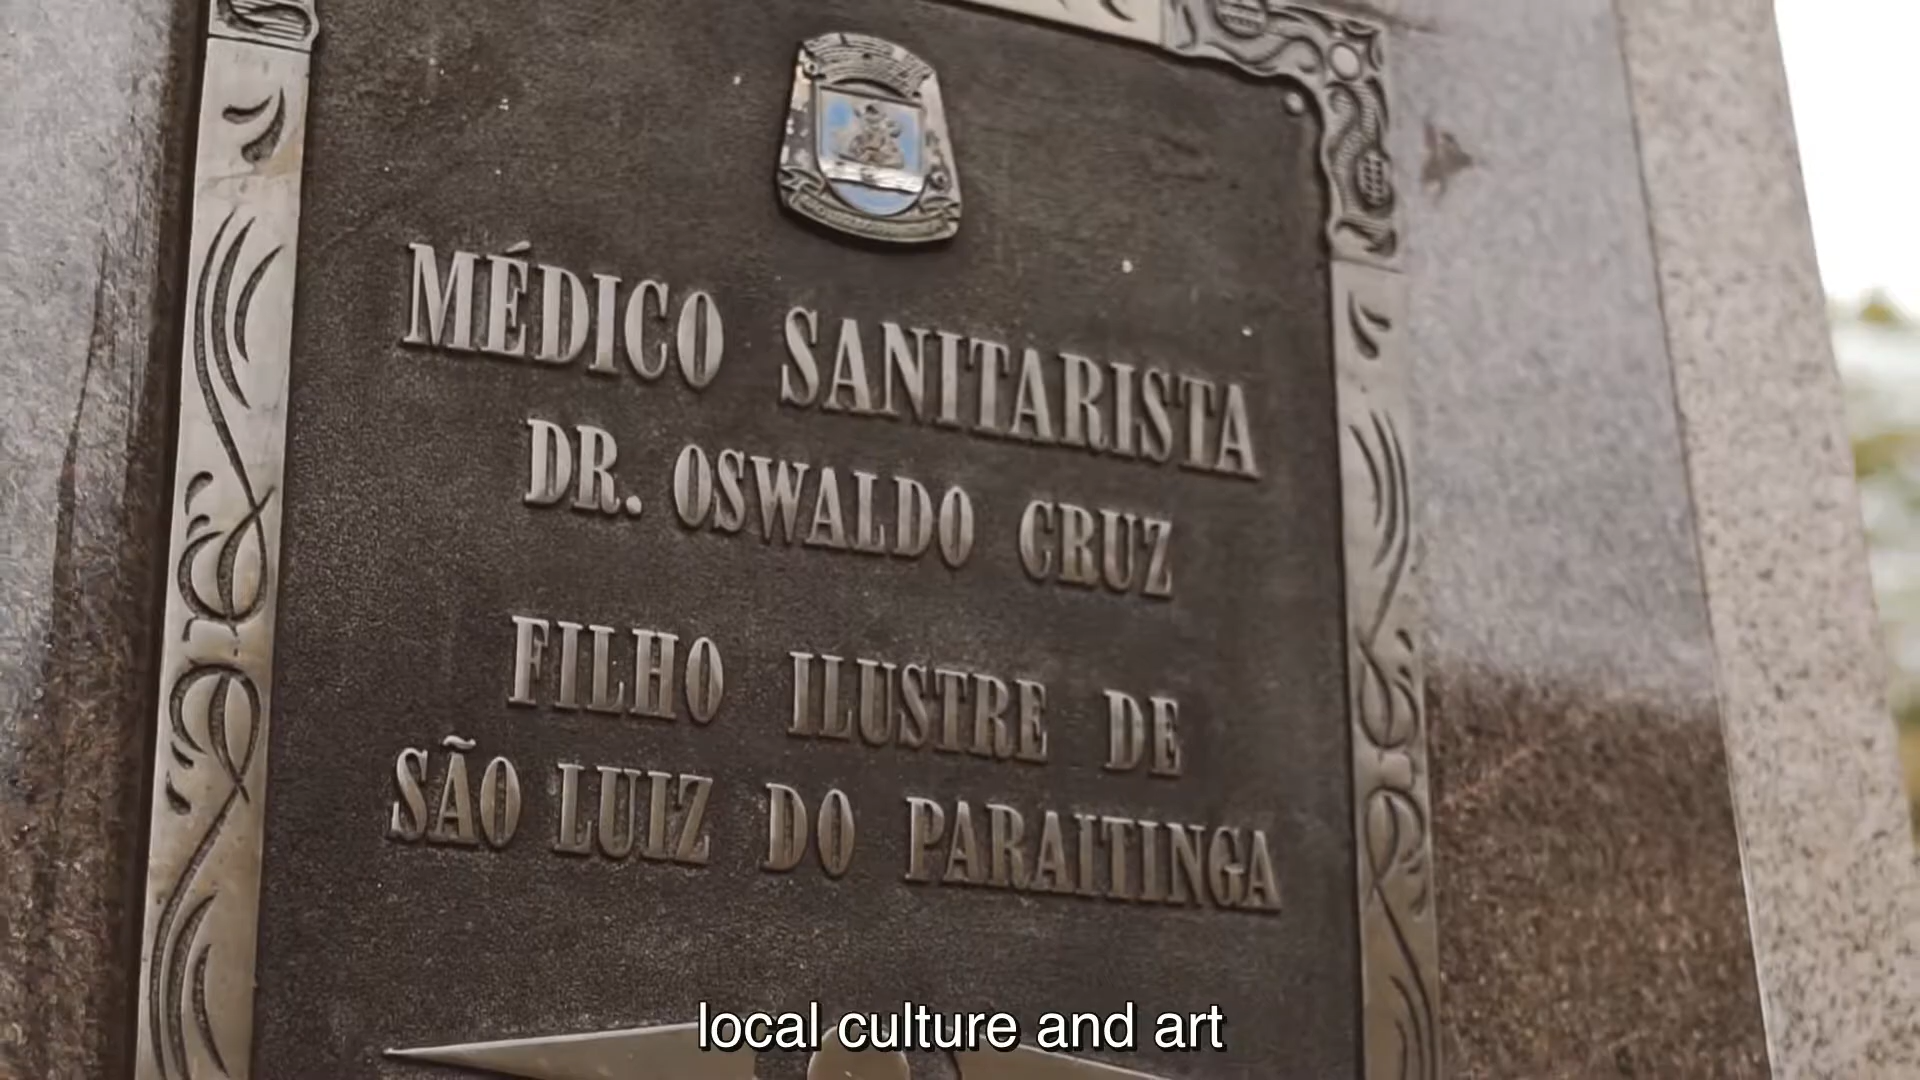 MÉDICO SANITARISTA
DR. OSWALDO CRUZ
FILHO ILUSTRE DE
SÃO LUIZ DO PARAITINGA
local culture and art